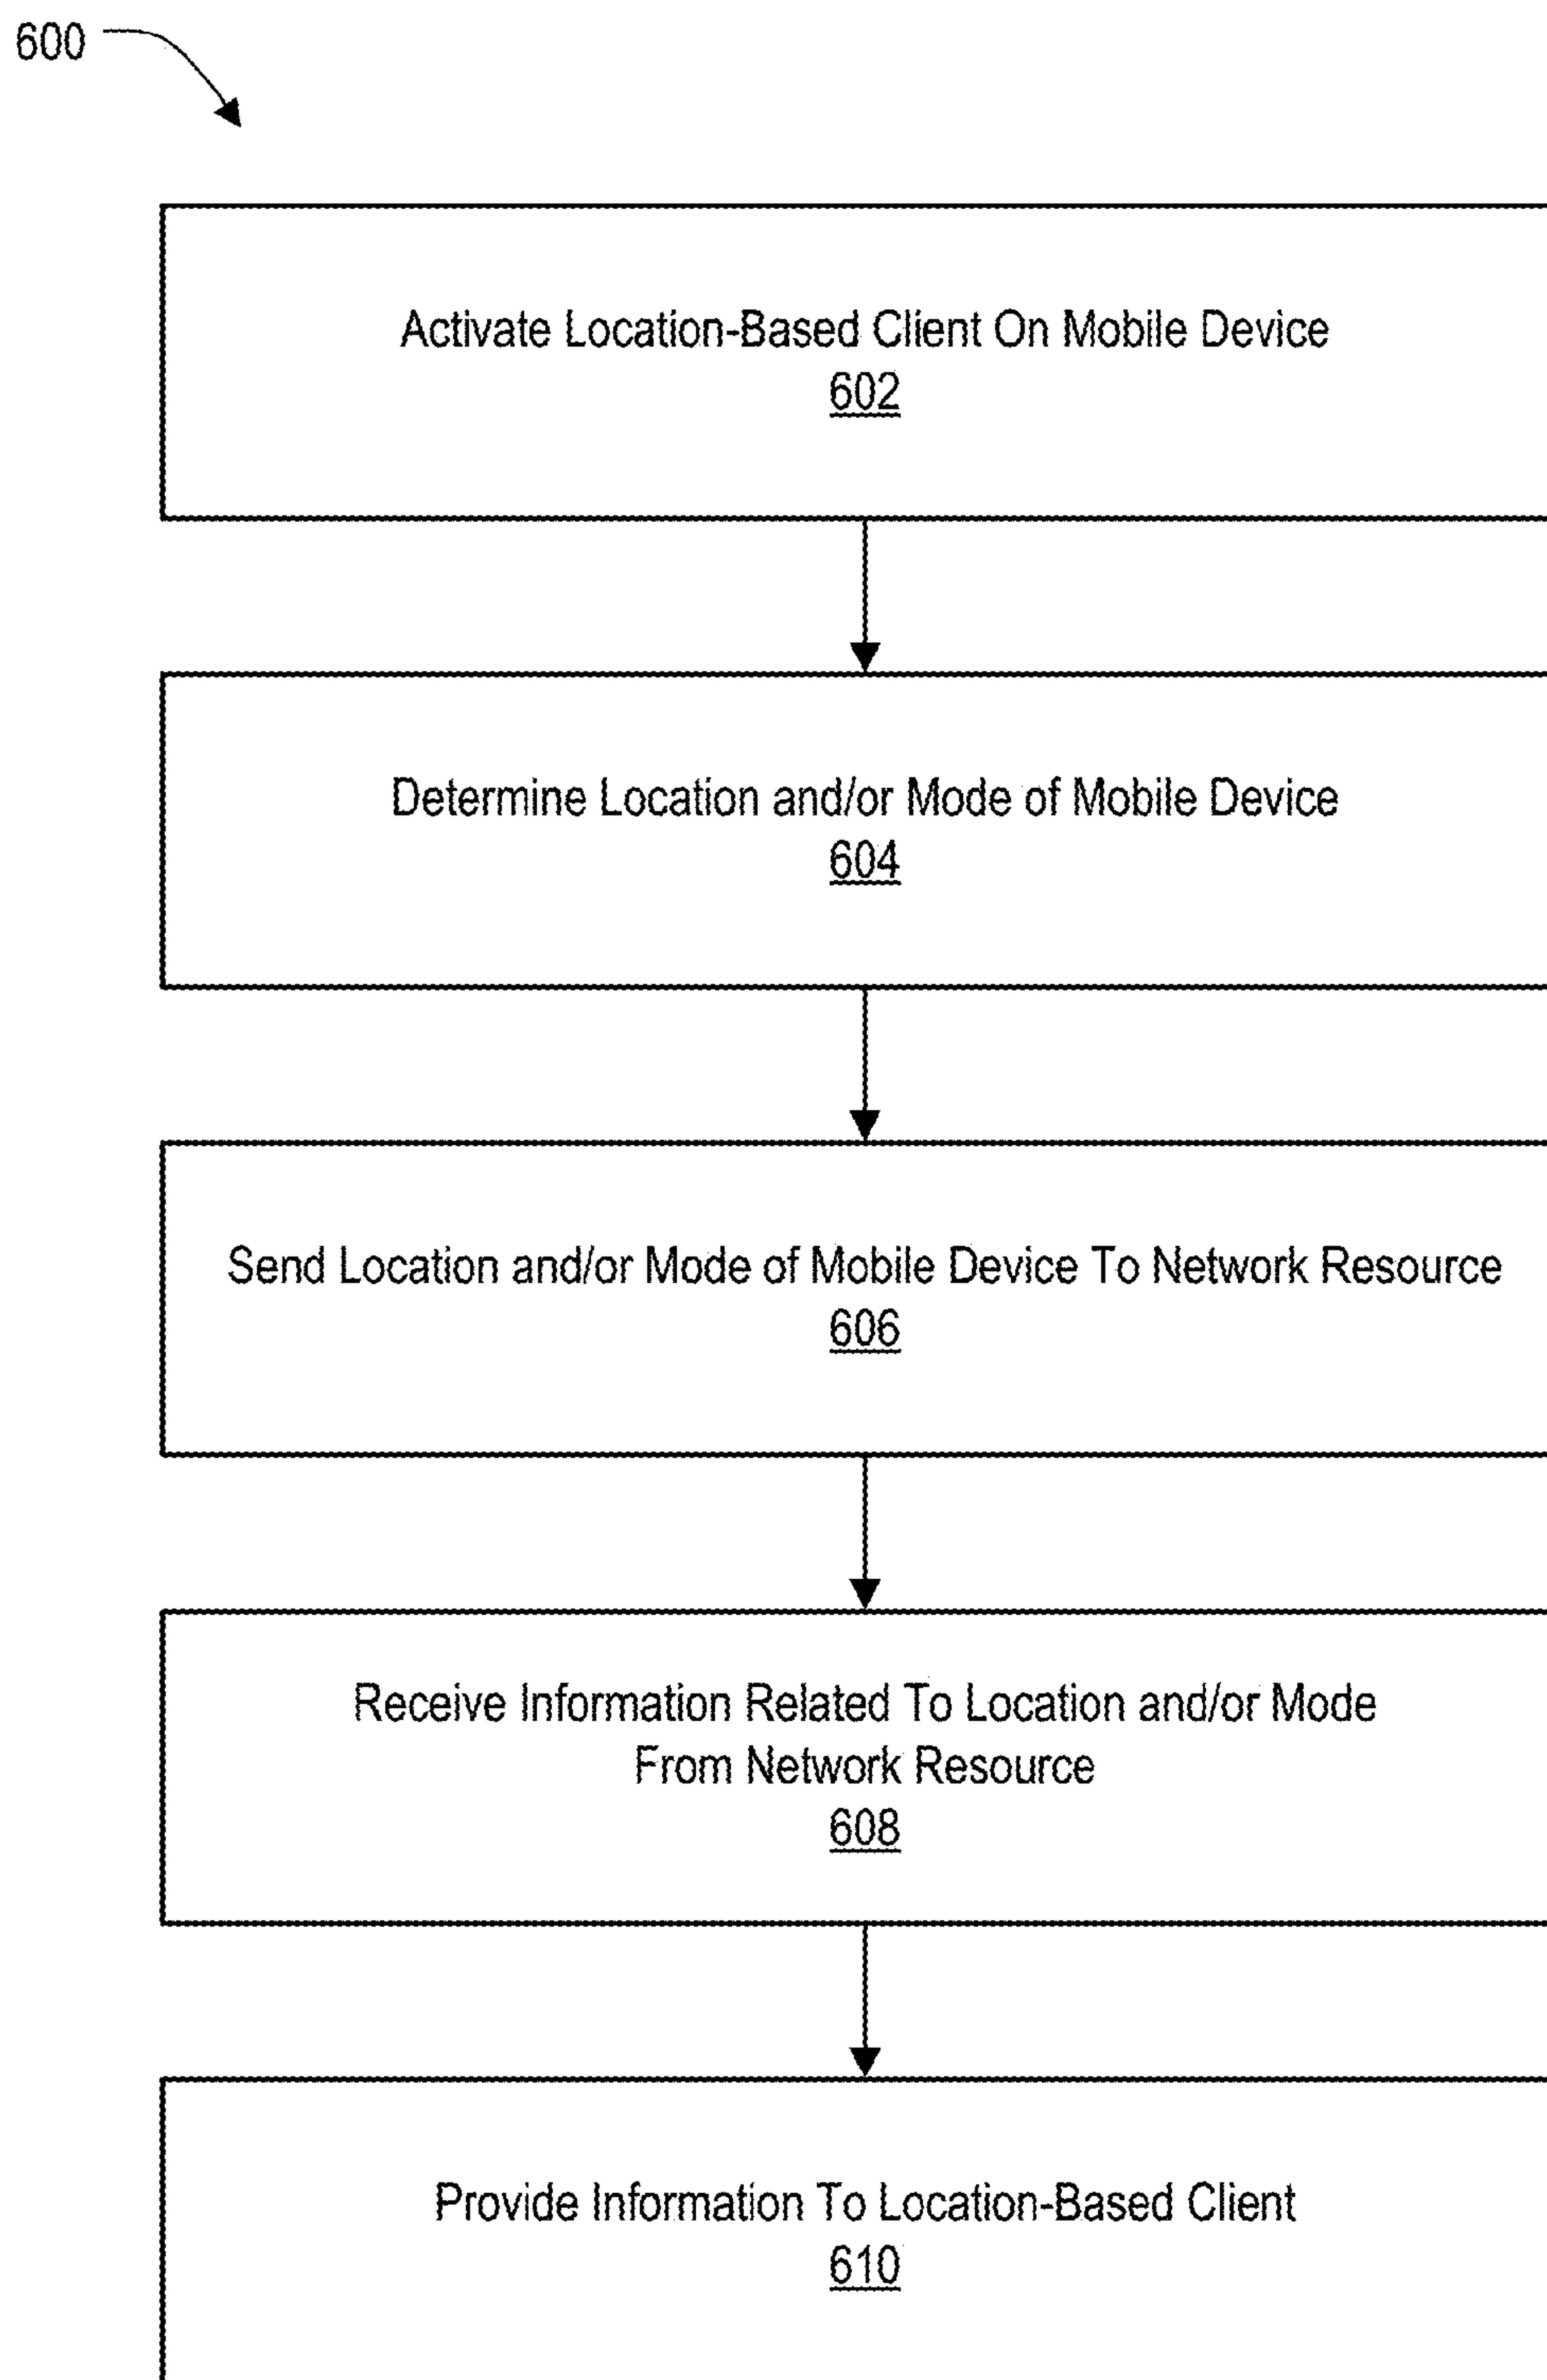 600
Activate Location-Based Client On Mobile Device
602
Determine Location and/or Mode of Mobile Device
604
Send Location and/or Mode of Mobile Device To Network Resource
606
Receive Information Related To Location and/or Mode
From Network Resource
608
Provide Information To Location-Based Client
610